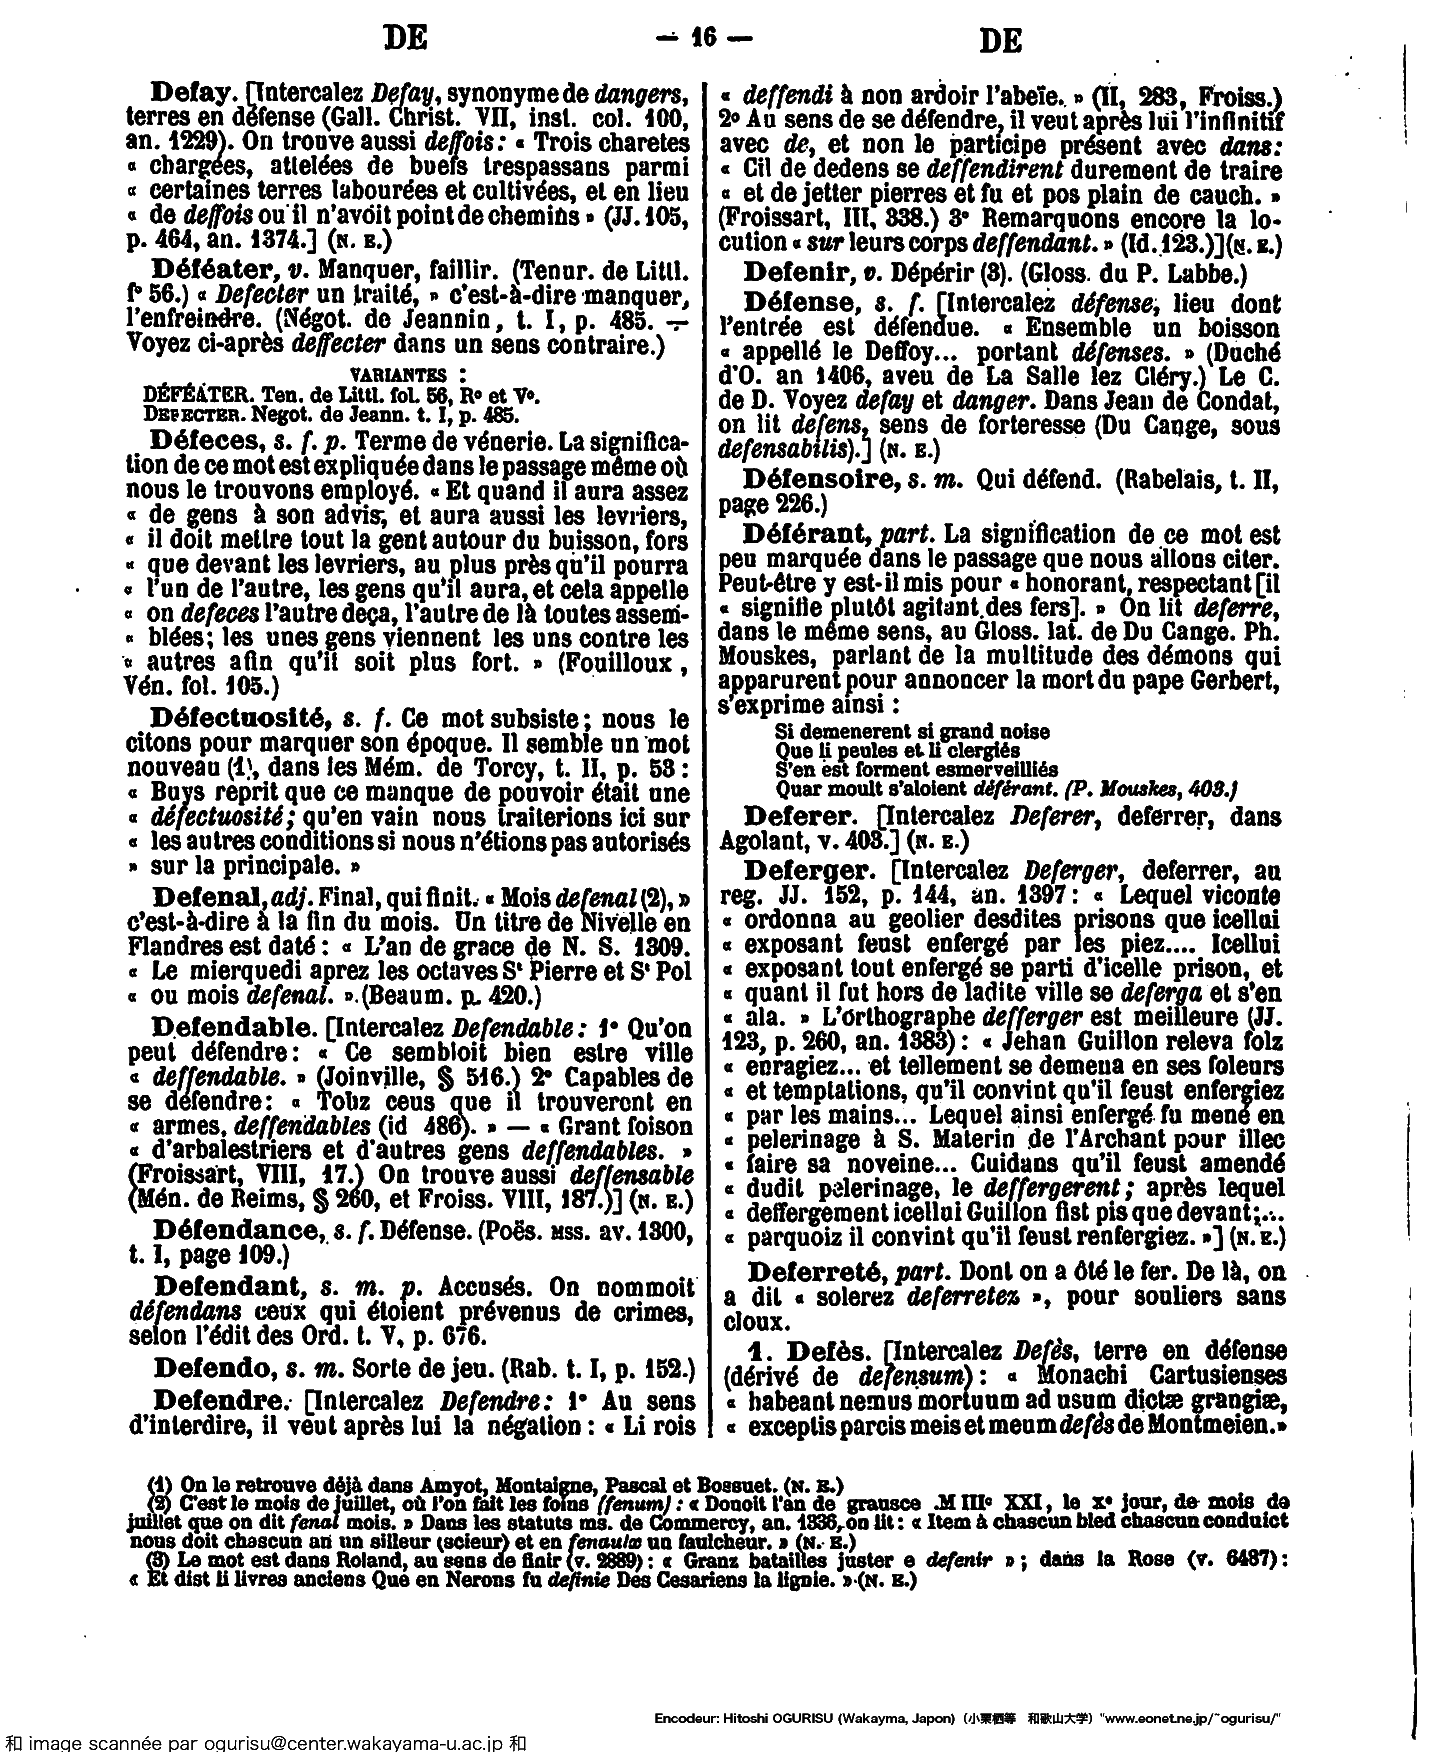 DE
— 16 —
DE
Defay. [Intercalez Defay, synonyme de dangers,
terres en défense (Gall. Christ. VII, inst. col. 100,
an. 1229). On trouve aussi deffois : « Trois charetes
« chargées, attelées de buefs trespassans parmi
« certaines terres labourées et cultivées, et en lieu
« de deffois ou il n'avoit point de chemins » (JJ. 105,
p. 464, an. 1374.] (N. E.)
Déféater, v. Manquer, faillir. (Tenur. de Littl.
f° 56.) « Defecter un traité, » c'est-à-dire manquer,
l'enfreindre. (Négot. de Jeannin, t. I, p. 485. —
Voyez ci-après deffecter dans un sens contraire.)
VARIANTES :
DÉFÉATER. Ten. de Littl. fol. 56, R° et V°.
DEFECTER. Negot. de Jeann. t. I, p. 485.
Défeces, s. f. p. Terme de vénerie. La significa-
tion de ce mot est expliquée dans le passage même où
nous le trouvons employé. « Et quand il aura assez
« de gens à son advis, et aura aussi les levriers,
« il doit mettre tout la gent autour du buisson, fors
« que devant les levriers, au plus près qu'il pourra
« l'un de l'autre, les gens qu'il aura, et cela appelle
« on defeces l'autre deça, l'autre de là toutes assem-
« blées; les unes gens viennent les uns contre les
« autres afin qu'il soit plus fort. » (Fouilloux,
Vén. fol. 105.)
Défectuosité, s. f. Ce mot subsiste; nous le
citons pour marquer son époque. Il semble un mot
nouveau (1), dans les Mém. de Torcy, t. II, p. 53 :
« Buys reprit que ce manque de pouvoir était une
« défectuosité; qu'en vain nous traiterions ici sur
« les autres conditions si nous n'étions pas autorisés
» sur la principale. »
Defenal, adj. Final, qui finit. « Mois defenal (2), »
c'est-à-dire à la fin du mois. Un titre de Nivelle en
Flandres est daté : « L'an de grace de N. S. 1309.
« Le mierquedi aprez les octaves St Pierre et St Pol
« ou mois defenal. » (Beaum. p. 420.)
Defendable. [Intercalez Defendable : 1° Qu'on
peut défendre : « Ce sembloit bien estre ville
« deffendable. » (Joinville, § 516.) 2° Capables de
se défendre : « Touz ceus que il trouveront en
« armes, deffendables (id 486). » — « Grant foison
« d'arbalestriers et d'autres gens deffendables. »
(Froissart, VIII, 17.) On trouve aussi deffensable
(Mén. de Reims, § 260, et Froiss. VIII, 187.)] (N. E.)
Défendance, s. f. Défense. (Poës. MSS. av. 1300,
t. I, page 109.)
Defendant, s. m. p. Accusés. On nommoit
défendans ceux qui étoient prévenus de crimes,
selon l'édit des Ord. t. V, p. 676.
Defendo, s. m. Sorte de jeu. (Rab. t. I, p. 152.)
Defendre. [Intercalez Defendre : 1° Au sens
d'interdire, il veut après lui la négation : « Li rois
« deffendi à non ardoir l'abeïe. » (II, 283, Froiss.)
2° Au sens de se défendre, il veut après lui l'infinitif
avec de, et non le participe présent avec dans :
« Cil de dedens se deffendirent durement de traire
« et de jetter pierres et fu et pos plain de cauch. »
(Froissart, III, 338.) 3° Remarquons encore la lo-
cution « sur leurs corps deffendant. » (Id. 123.)] (N. E.)
Defenir, v. Dépérir (3). (Gloss. du P. Labbe.)
Défense, s. f. [Intercalez défense, lieu dont
l'entrée est défendue. « Ensemble un boisson
« appellé le Deffoy... portant défenses. » (Duché
d'O. an 1406, aveu de La Salle lez Cléry.) Le C.
de D. Voyez defay et danger. Dans Jean de Condat,
on lit defens, sens de forteresse (Du Cange, sous
defensabilis).] (N. E.)
Défensoire, s. m. Qui défend. (Rabelais, t. II,
page 226.)
Déférant, part. La signification de ce mot est
peu marquée dans le passage que nous allons citer.
Peut-être y est-il mis pour « honorant, respectant [il
« signifie plutôt agitant des fers]. » On lit deferre,
dans le même sens, au Gloss. lat. de Du Cange. Ph.
Mouskes, parlant de la multitude des démons qui
apparurent pour annoncer la mort du pape Gerbert,
s'exprime ainsi :
Si demenerent si grand noise
Que li peules et li clergiés
S'en est forment esmerveilliés
Quar moult s'aloient déférant. (P. Mouskes, 403.)
Deferer. [Intercalez Deferer, deferrer, dans
Agolant, v. 403.] (N. E.)
Deferger. [Intercalez Deferger, deferrer, au
reg. JJ. 152, p. 144, an. 1397 : « Lequel viconte
« ordonna au geolier desdites prisons que icellui
« exposant feust enfergé par les piez.... Icellui
« exposant tout enfergé se parti d'icelle prison, et
« quant il fut hors de ladite ville se deferga et s'en
« ala. » L'orthographe defferger est meilleure (JJ.
123, p. 260, an. 1383) : « Jehan Guillon releva folz
« enragiez... et tellement se demena en ses foleurs
« et temptations, qu'il convint qu'il feust enfergiez
« par les mains... Lequel ainsi enfergé fu mené en
« pelerinage à S. Materin de l'Archant pour illec
« faire sa noveine... Cuidans qu'il feust amendé
« dudit pelerinage, le deffergerent; après lequel
« deffergement icellui Guillon fist pis que devant;...
« parquoiz il convint qu'il feust renfergiez. »] (N. E.)
Deferreté, part. Dont on a ôté le fer. De là, on
a dit « solerez deferretez », pour souliers sans
cloux.
1. Defès. [Intercalez Defès, terre en défense
(dérivé de defensum) : « Monachi Cartusienses
« habeant nemus mortuum ad usum dictæ grangiæ,
« exceptis parcis meis et meum defès de Montmeien. »
(1) On le retrouve déjà dans Amyot, Montaigne, Pascal et Bossuet. (N. E.)
(2) C'est le mois de juillet, où l'on fait les foins (fenum) : « Donoit l'an de grausce .M IIIc XXI, le xe jour, de mois de
juillet que on dit fenal mois. » Dans les statuts ms. de Commercy, an. 1336, on lit : « Item à chascun bled chascun conduict
nous doit chascun an un silleur (scieur) et en fenaulx un faulcheur. » (N. E.)
(3) Le mot est dans Roland, au sens de finir (v. 2889) : « Granz batailles juster e defenir » ; dans la Rose (v. 6487) :
« Et dist li livres anciens Que en Nerons fu definie Des Cesariens la lignie. » (N. E.)
Encodeur: Hitoshi OGURISU (Wakayma, Japon) (小栗栖等 和歌山大学) "www.eonet.ne.jp/~ogurisu/"
和 image scannée par ogurisu@center.wakayama-u.ac.jp 和